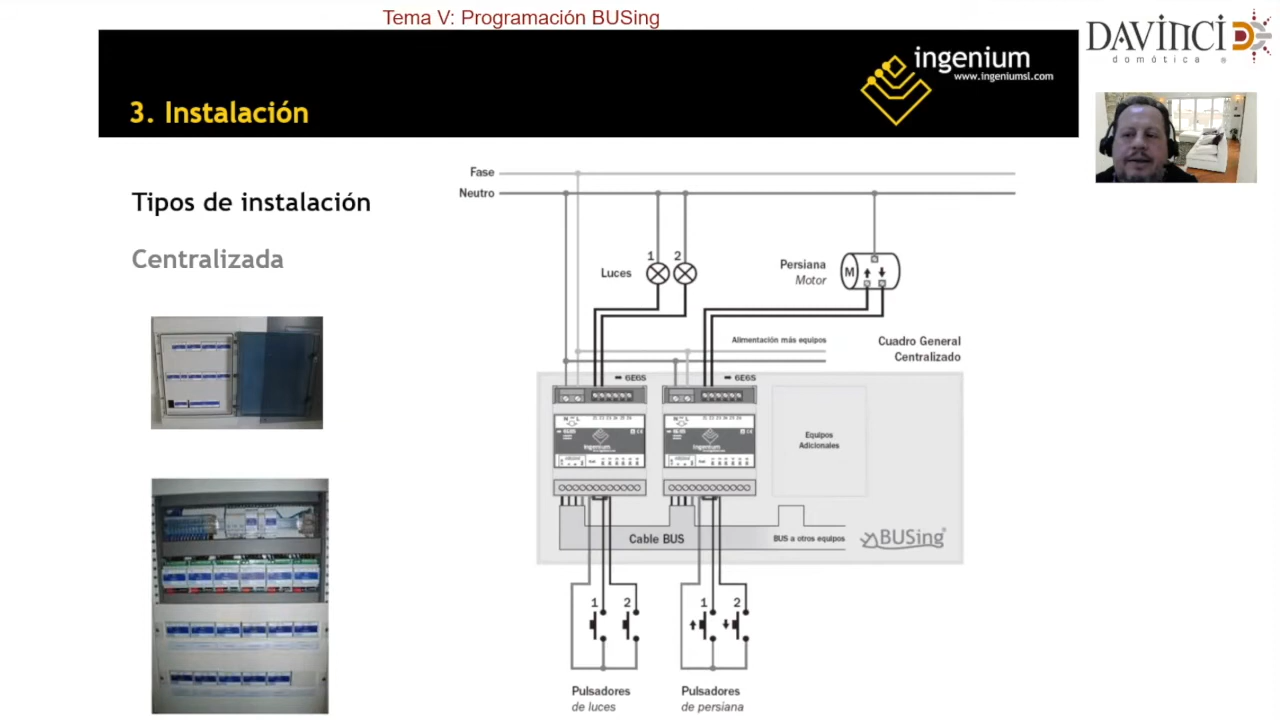 Tema V: Programación BUSing
DAVINCI
domótica ®
ingenium
www.ingeniumsl.com
3. Instalación
Tipos de instalación
Centralizada
Fase
Neutro
1 2
Luces
Persiana
Motor
M
Alimentación más equipos
Cuadro General
Centralizado
6E6S
6E6S
N L
N L
ingenium
ingenium
Equipos
Adicionales
Cable BUS
BUS a otros equipos
BUSing®
1 2
1 2
Pulsadores
de luces
Pulsadores
de persiana